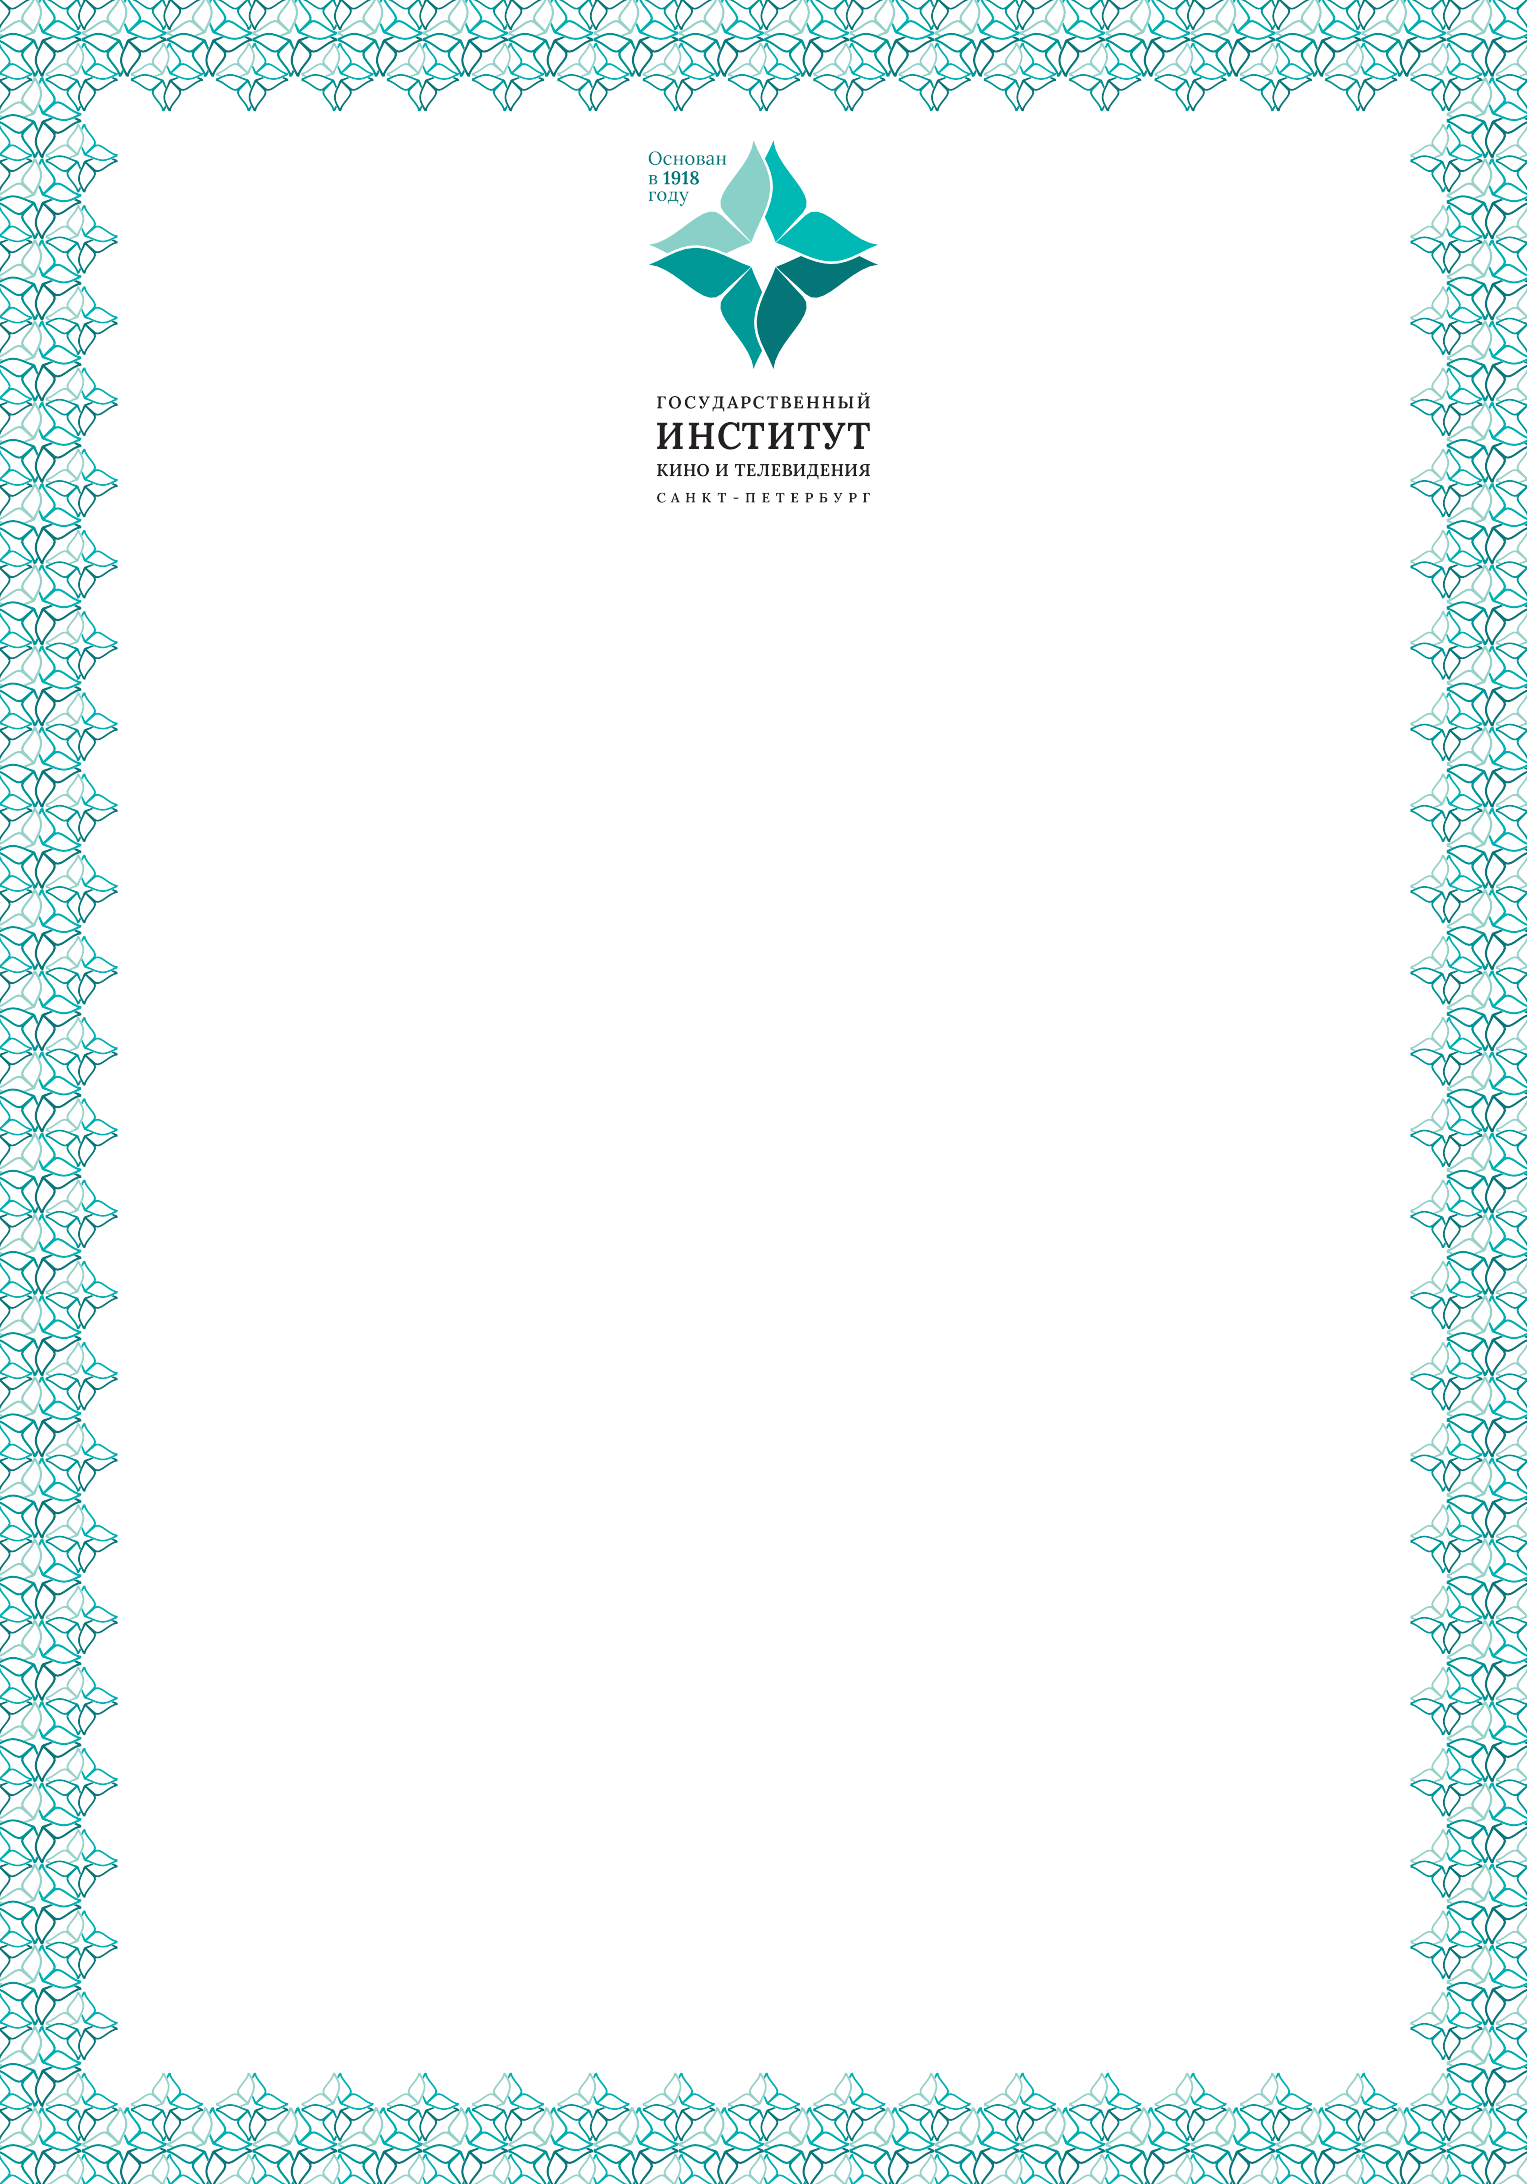 Основан
в 1918
году
ГОСУДАРСТВЕННЫЙ
ИНСТИТУТ
КИНО И ТЕЛЕВИДЕНИЯ
САНКТ-ПЕТЕРБУРГ